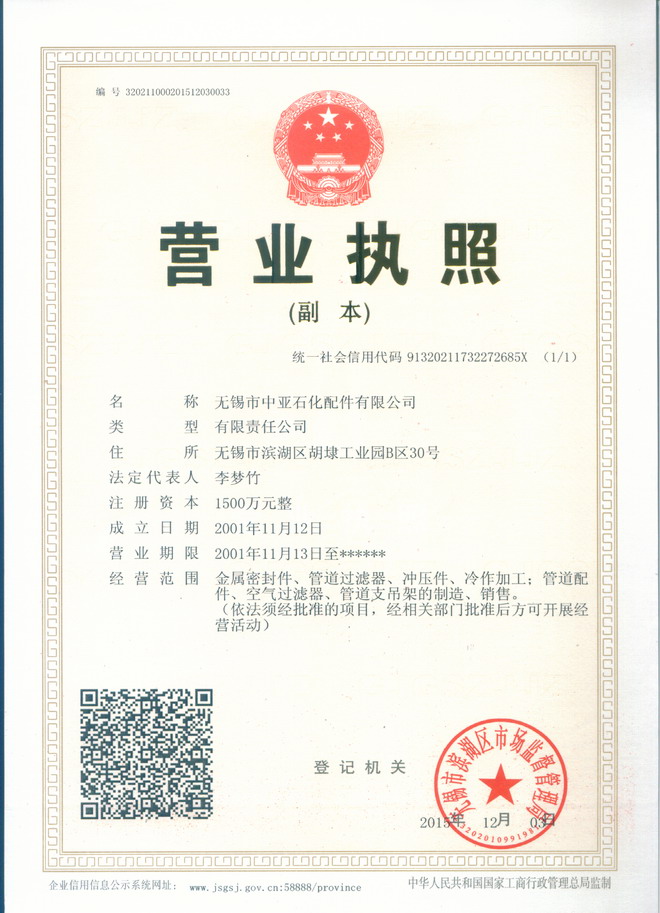 编 号 320211000201512030033
营业执照
(副 本)
统一社会信用代码 91320211732272685X （1/1）
名 称 无锡市中亚石化配件有限公司
类 型 有限责任公司
住 所 无锡市滨湖区胡埭工业园B区30号
法定代表人 李梦竹
注册资本 1500万元整
成立日期 2001年11月12日
营业期限 2001年11月13日至******
经营范围 金属密封件、管道过滤器、冲压件、冷作加工；管道配
件、空气过滤器、管道支吊架的制造、销售。
（依法须经批准的项目，经相关部门批准后方可开展经
营活动）
无锡市滨湖区市场监督管理局
登记机关
2015年 12月 03日
企业信用信息公示系统网址： www.jsgsj.gov.cn:58888/province
中华人民共和国国家工商行政管理总局监制